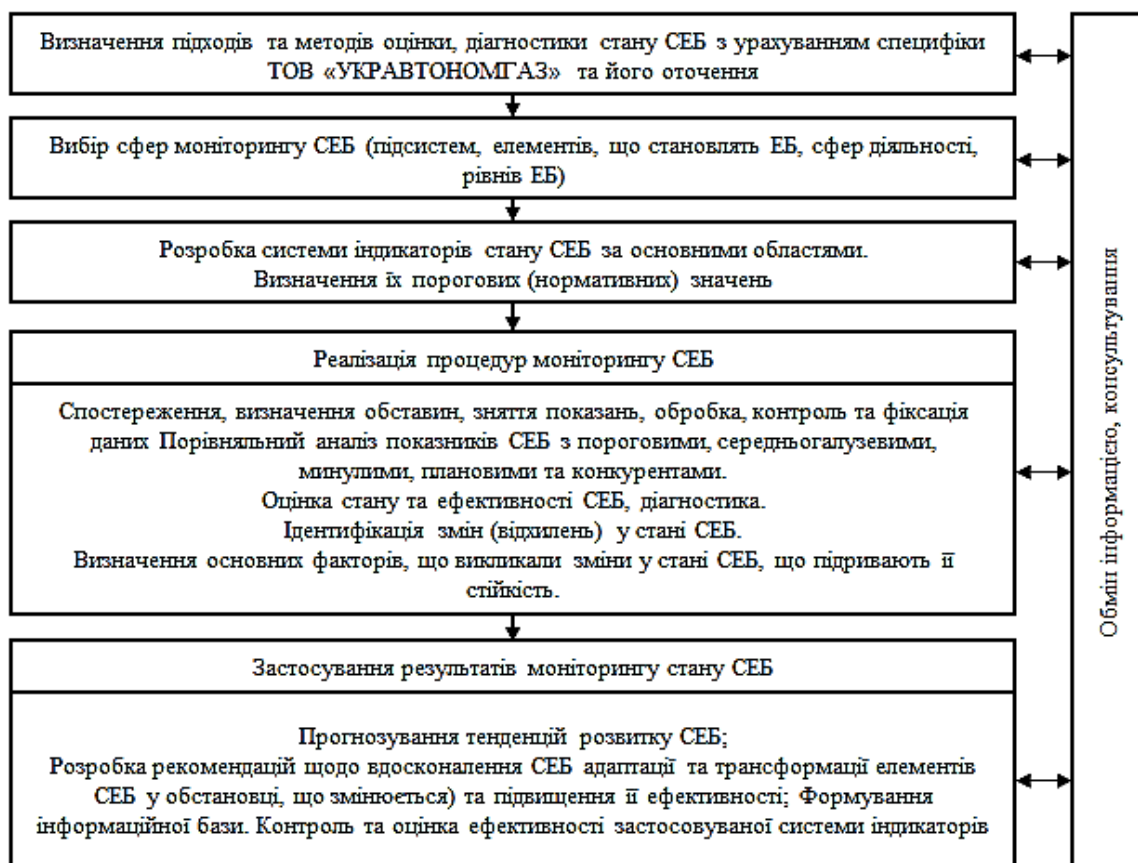 Визначення підходів та методів оцінки, діагностики стану СЕБ з урахуванням специфіки
ТОВ «УКРАВТОНОМГАЗ» та його оточення
Вибір сфер моніторингу СЕБ (підсистем, елементів, що становлять ЕБ, сфер діяльності,
рівнів ЕБ)
Розробка системи індикаторів стану СЕБ за основними областями.
Визначення їх порогових (нормативних) значень
Реалізація процедур моніторингу СЕБ
Спостереження, визначення обставин, зняття показань, обробка, контроль та фіксація
даних Порівняльний аналіз показників СЕБ з пороговими, середньогалузевими,
минулими, плановими та конкурентами.
Оцінка стану та ефективності СЕБ, діагностика.
Ідентифікація змін (відхилень) у стані СЕБ.
Визначення основних факторів, що викликали зміни у стані СЕБ, що підривають її
стійкість.
Застосування результатів моніторингу стану СЕБ
Прогнозування тенденцій розвитку СЕБ;
Розробка рекомендацій щодо вдосконалення СЕБ адаптації та трансформації елементів
СЕБ у обстановці, що змінюється) та підвищення її ефективності; Формування
інформаційної бази. Контроль та оцінка ефективності застосовуваної системи індикаторів
Обмін інформацією, консультування